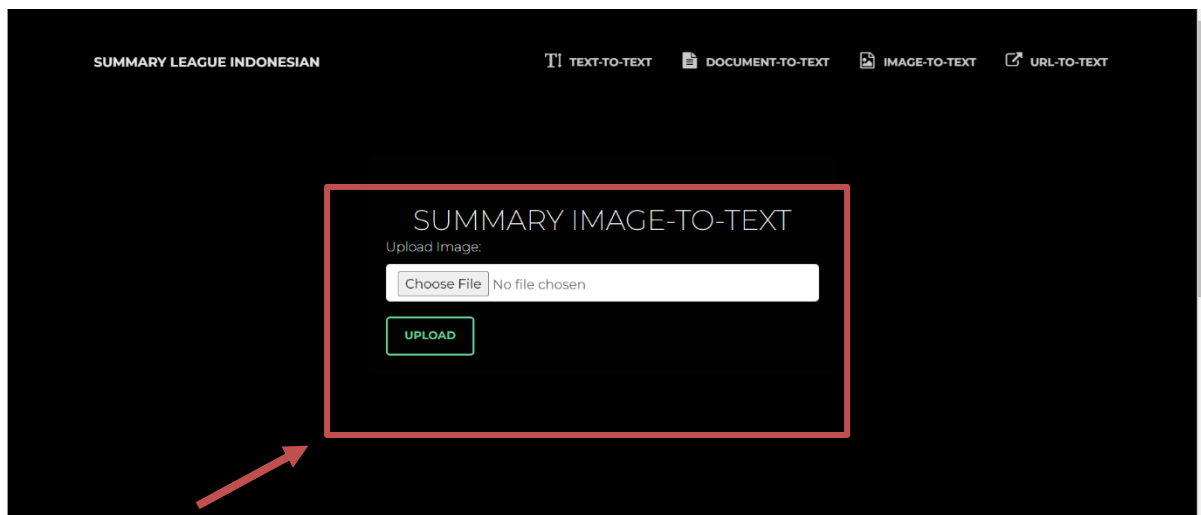 SUMMARY LEAGUE INDONESIAN
TEXT-TO-TEXT
DOCUMENT-TO-TEXT
IMAGE-TO-TEXT
URL-TO-TEXT
SUMMARY IMAGE-TO-TEXT
Upload Image:
Choose File No file chosen
UPLOAD